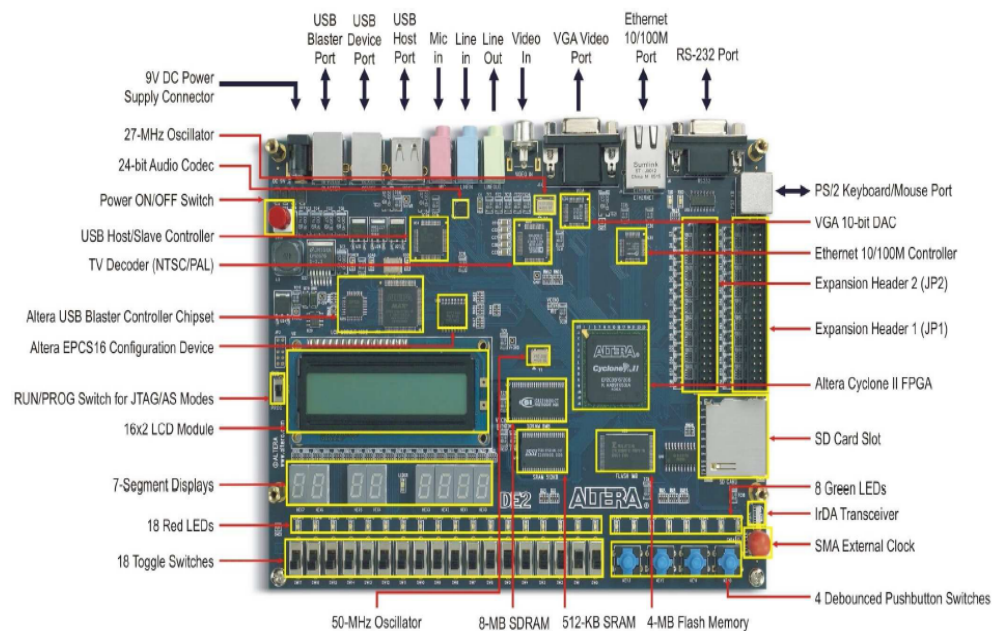 USB
Blaster
Port
USB
Device
Port
USB
Host
Port
Mic
in
Line
in
Line
Out
Video
In
VGA Video
Port
Ethernet
10/100M
Port
RS-232 Port
9V DC Power
Supply Connector
27-MHz Oscillator
24-bit Audio Codec
Power ON/OFF Switch
USB Host/Slave Controller
TV Decoder (NTSC/PAL)
Altera USB Blaster Controller Chipset
Altera EPCS16 Configuration Device
RUN/PROG Switch for JTAG/AS Modes
16x2 LCD Module
7-Segment Displays
18 Red LEDs
18 Toggle Switches
50-MHz Oscillator
8-MB SDRAM
512-KB SRAM
4-MB Flash Memory
PS/2 Keyboard/Mouse Port
VGA 10-bit DAC
Ethernet 10/100M Controller
Expansion Header 2 (JP2)
Expansion Header 1 (JP1)
Altera Cyclone II FPGA
SD Card Slot
8 Green LEDs
IrDA Transceiver
SMA External Clock
4 Debounced Pushbutton Switches
ALTERA
Cyclone II
DE2
ALTERA
SD CARD